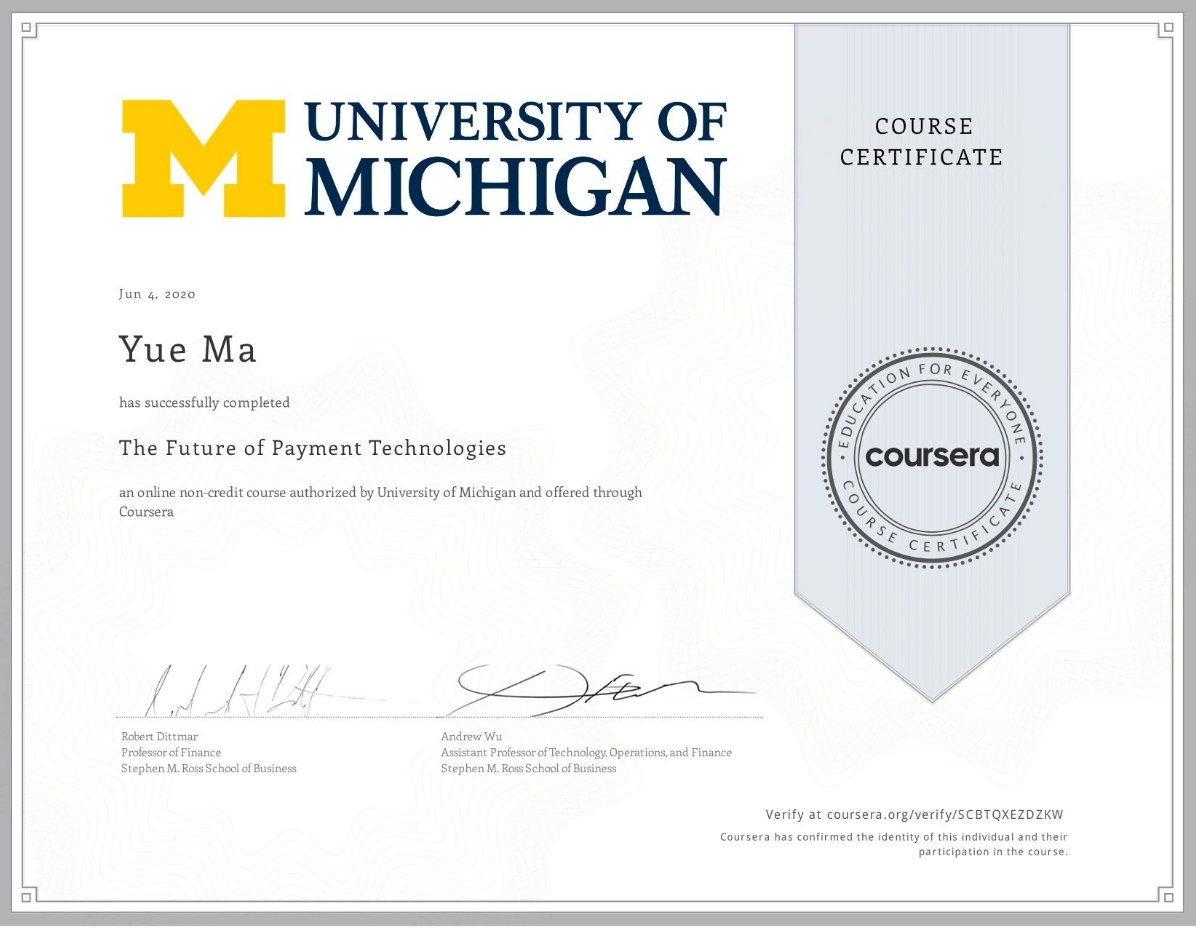 UNIVERSITY OF
MICHIGAN
COURSE
CERTIFICATE
Jun 4, 2020
Yue Ma
has successfully completed
The Future of Payment Technologies
an online non-credit course authorized by University of Michigan and offered through
Coursera
EDUCATION FOR EVERYONE
coursera
COURSE CERTIFICATE
Robert Dittmar
Professor of Finance
Stephen M. Ross School of Business
Andrew Wu
Assistant Professor of Technology, Operations, and Finance
Stephen M. Ross School of Business
Verify at coursera.org/verify/SCBTQXEZDZKW
Coursera has confirmed the identity of this individual and their
participation in the course.